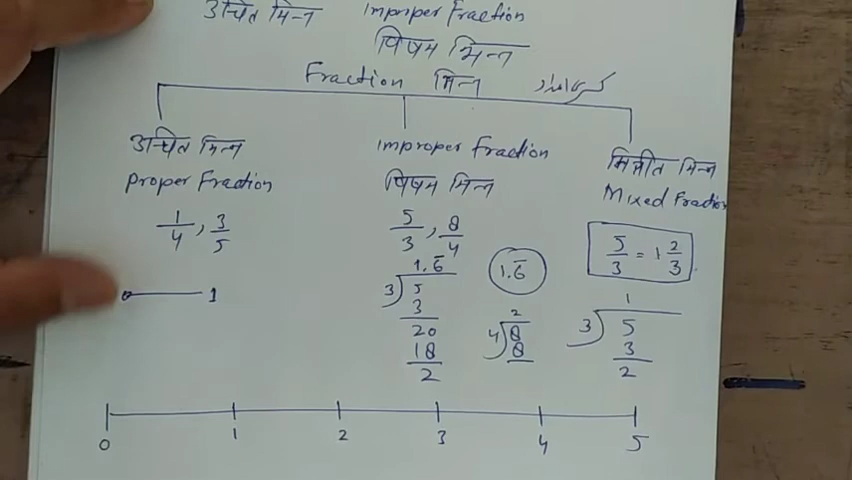 उचित भिन्न improper fraction
विषम भिन्न
Fraction भिन्न
उचित भिन्न
proper Fraction
1/4, 3/5
0 1
improper fraction
विषम भिन्न
5/3, 8/4
1.6̅
3 5
3
20
18
2
1.6̅
2
4 8
8
मिश्रीत भिन्न
Mixed Fraction
5/3 = 1 2/3
1
3 5
3
2
0 1 2 3 4 5